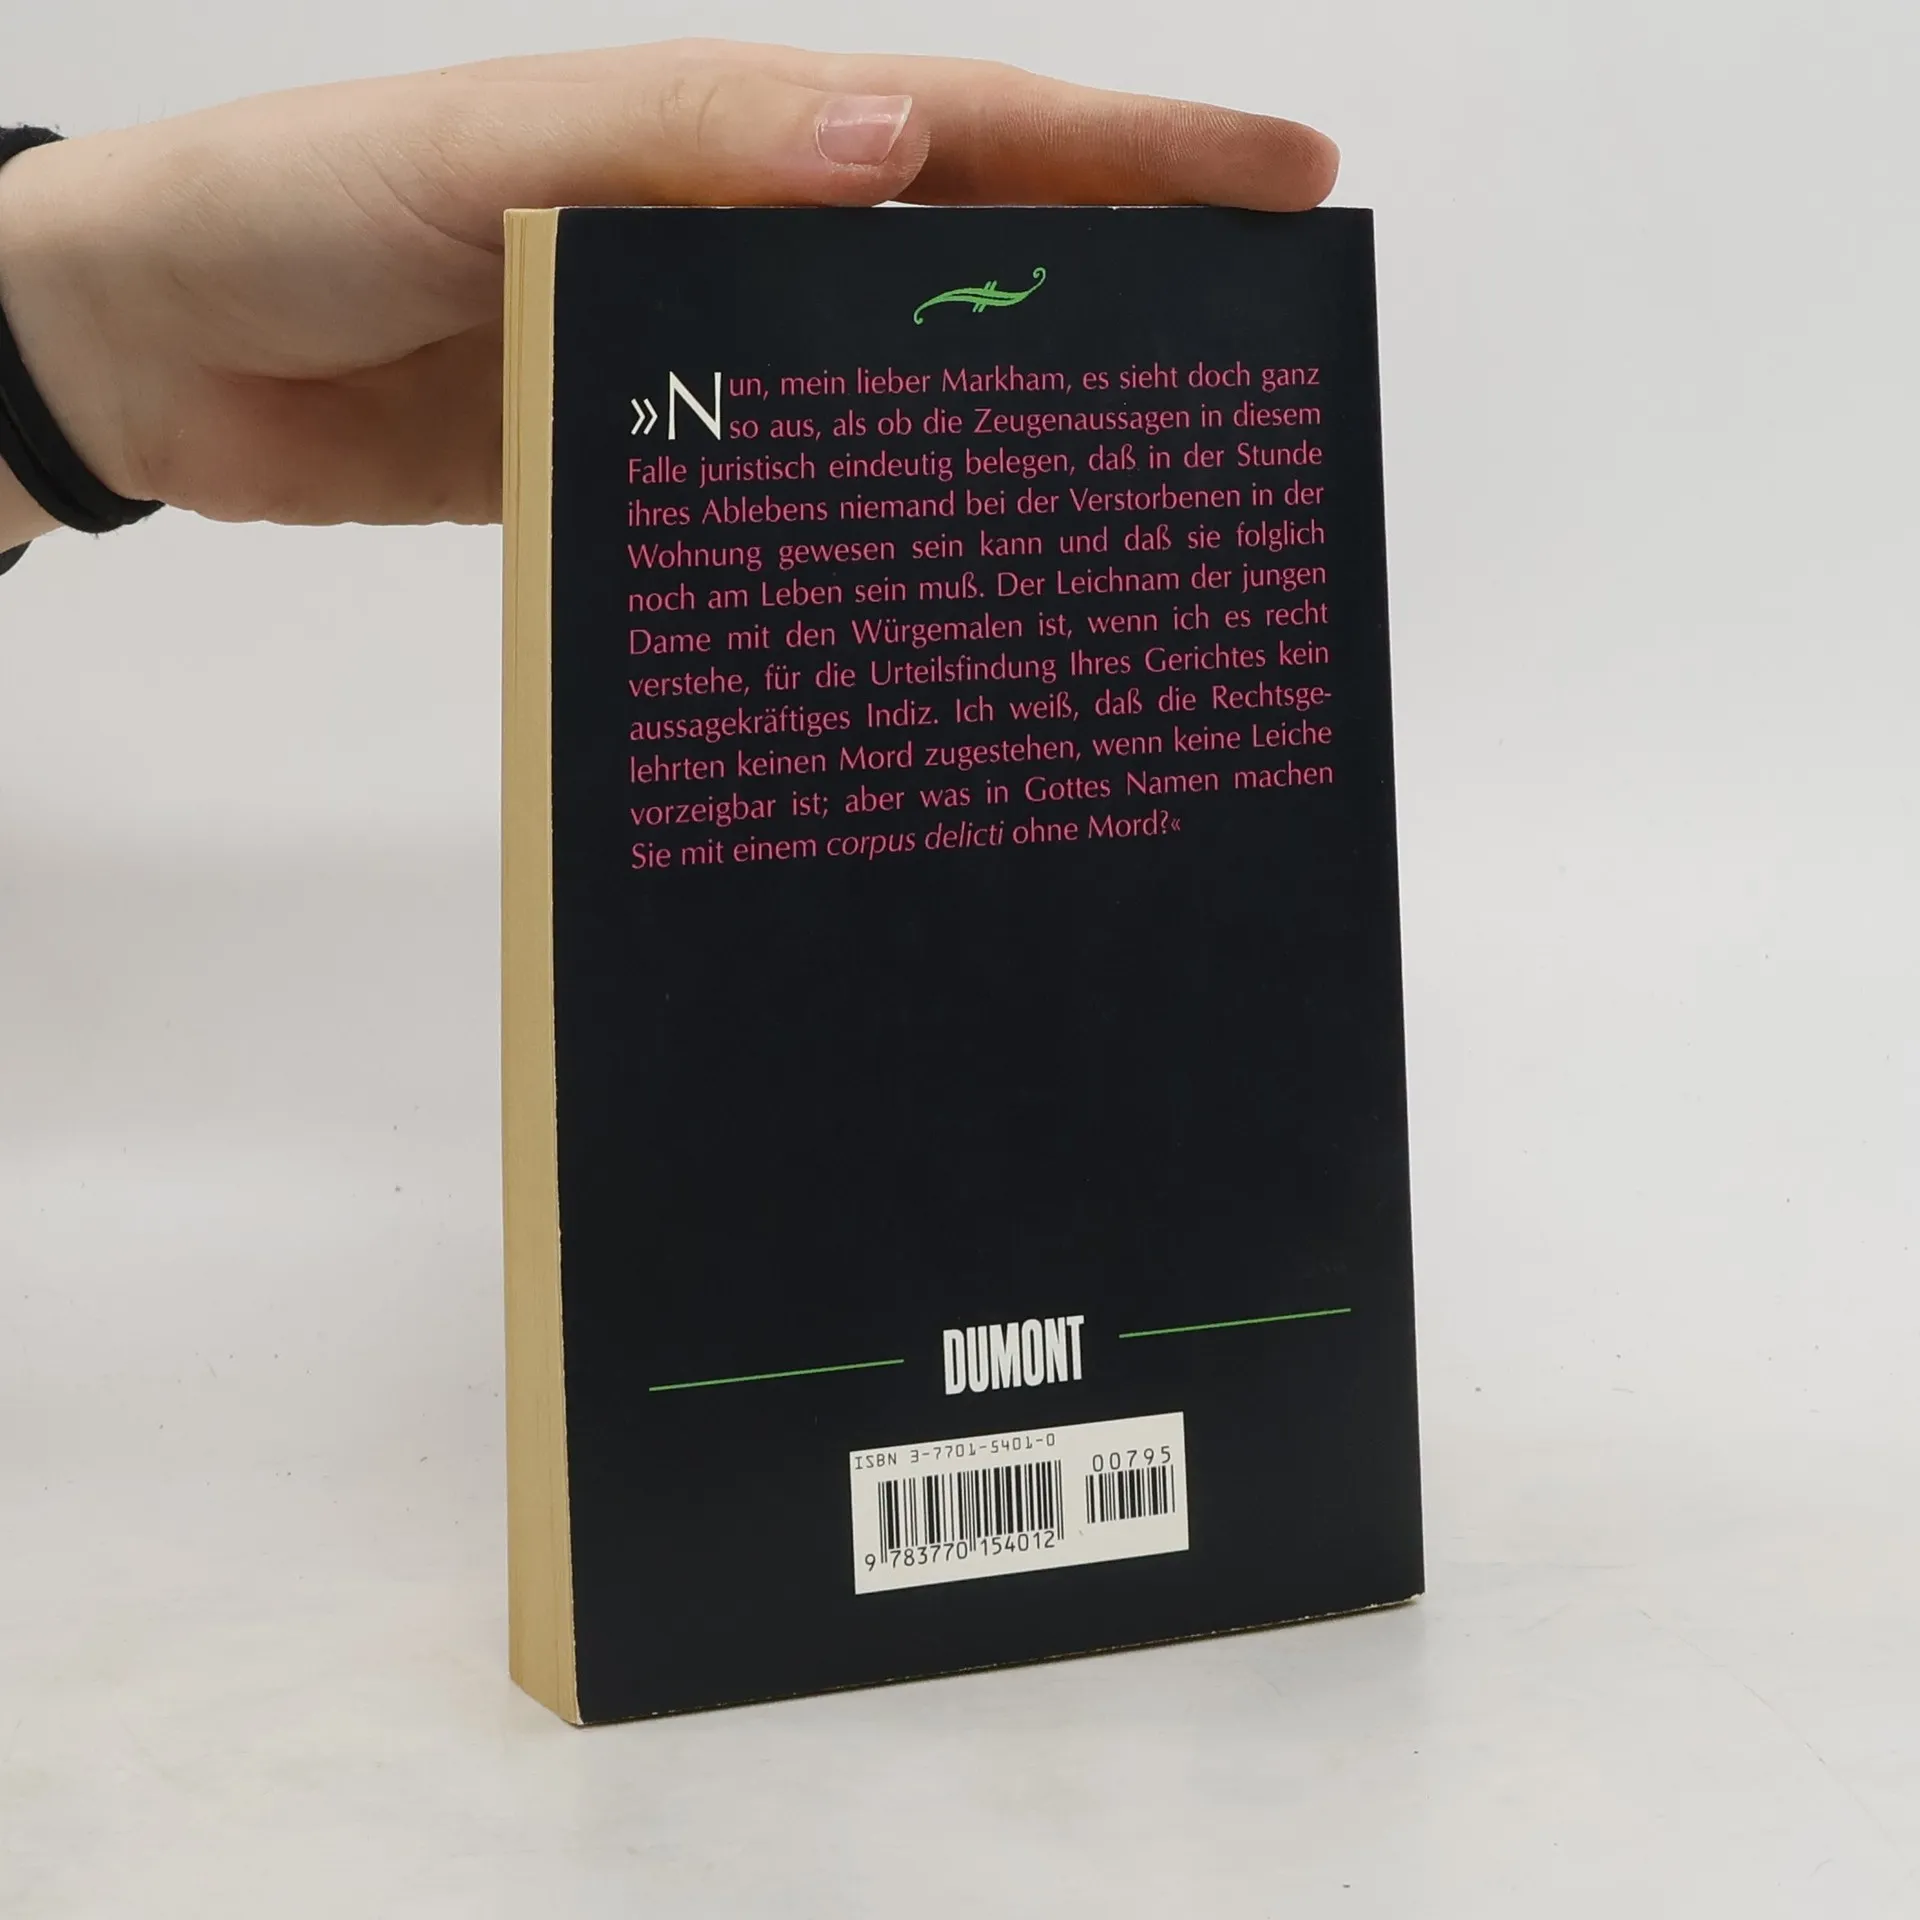 »Nun, mein lieber Markham, es sieht doch ganz
so aus, als ob die Zeugenaussagen in diesem
Falle juristisch eindeutig belegen, daß in der Stunde
ihres Ablebens niemand bei der Verstorbenen in der
Wohnung gewesen sein kann und daß sie folglich
noch am Leben sein muß. Der Leichnam der jungen
Dame mit den Würgemalen ist, wenn ich es recht
verstehe, für die Urteilsfindung Ihres Gerichtes kein
aussagekräftiges Indiz. Ich weiß, daß die Rechtsge-
lehrten keinen Mord zugestehen, wenn keine Leiche
vorzeigbar ist; aber was in Gottes Namen machen
Sie mit einem corpus delicti ohne Mord?«
DUMONT
ISBN 3-7701-5401-0
00795
9 783770 154012